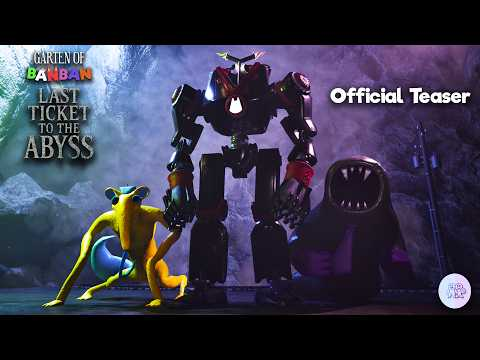 GARTEN OF
BANBAN
LAST
TICKET
TO THE
ABYSS
Official Teaser